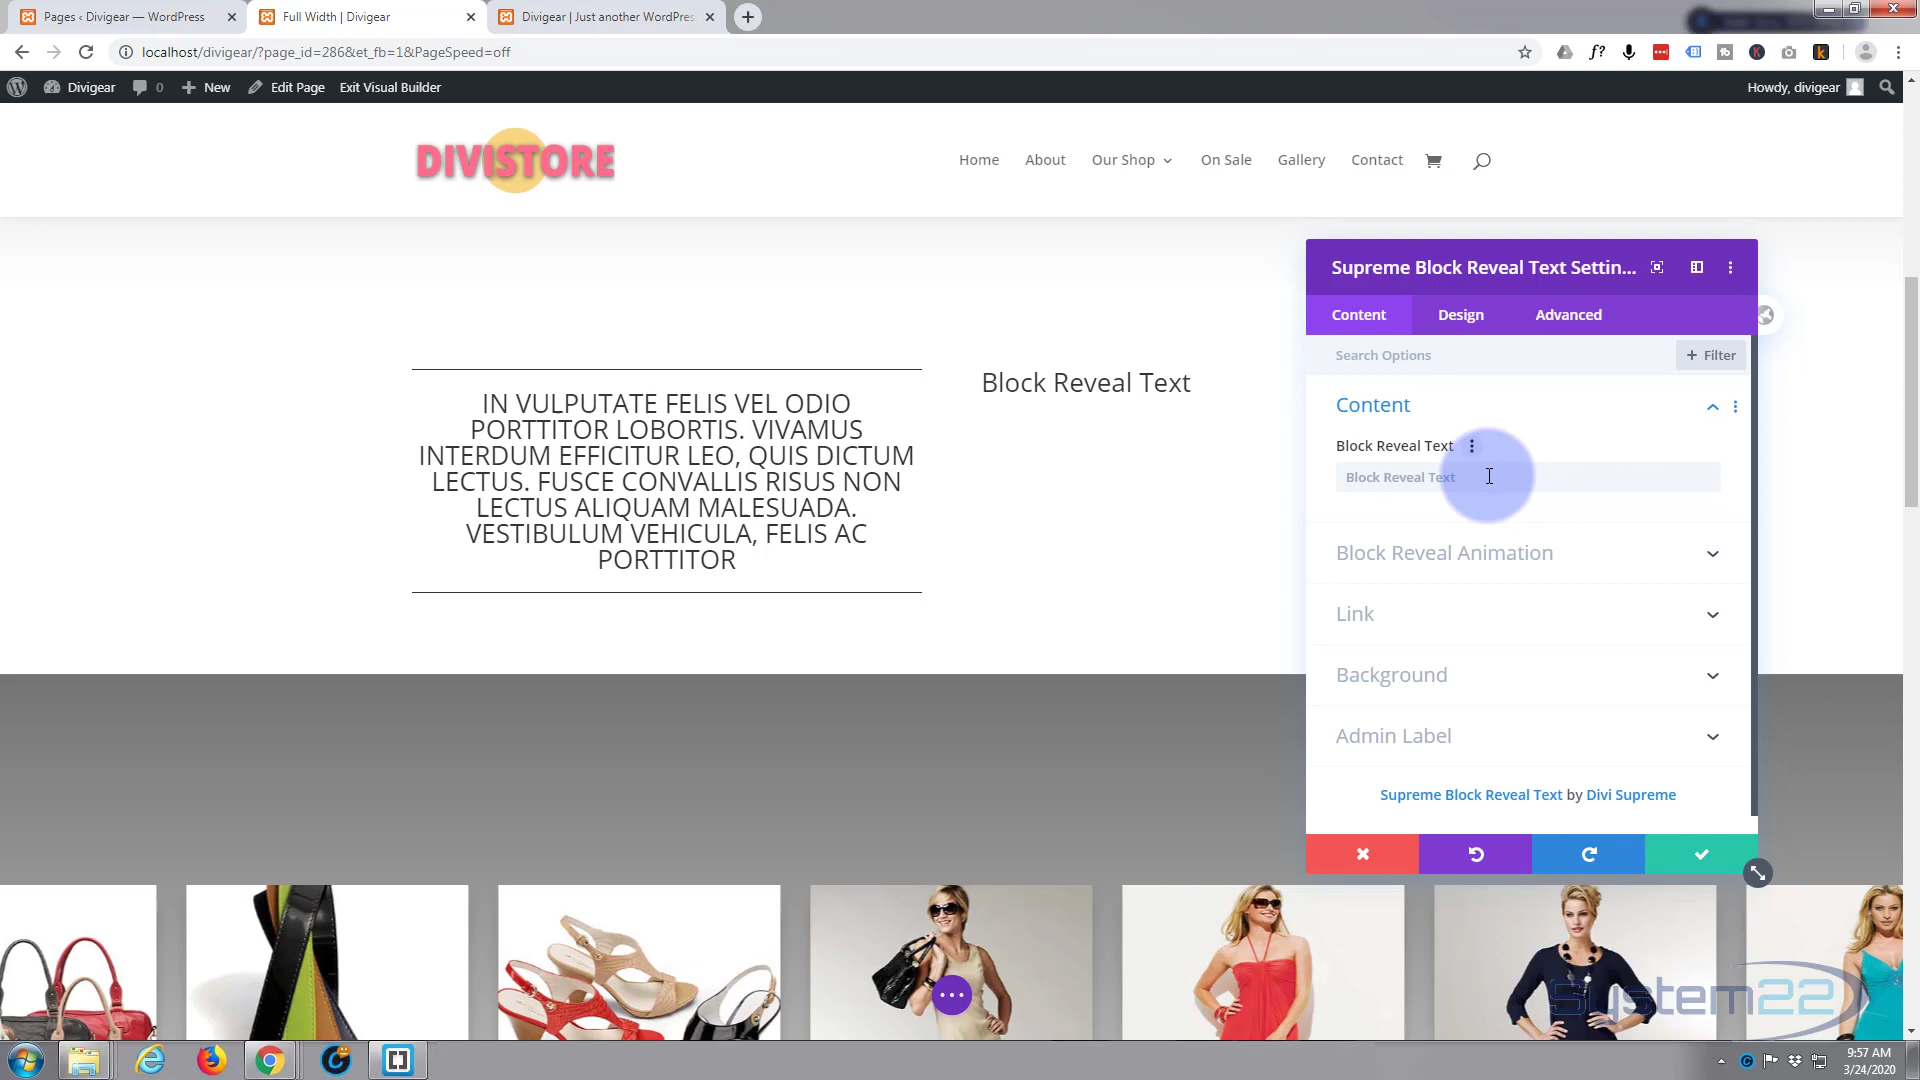 Pages ‹ Divigear — WordPress
Full Width | Divigear
Divigear | Just another WordPres
localhost/divigear/?page_id=286&et_fb=1&PageSpeed=off
Divigear
0
New
Edit Page
Exit Visual Builder
Howdy, divigear
DIVISTORE
Home
About
Our Shop
On Sale
Gallery
Contact
Supreme Block Reveal Text Settin...
Content
Design
Advanced
Search Options
+ Filter
IN VULPUTATE FELIS VEL ODIO
PORTTITOR LOBORTIS. VIVAMUS
INTERDUM EFFICITUR LEO, QUIS DICTUM
LECTUS. FUSCE CONVALLIS RISUS NON
LECTUS ALIQUAM MALESUADA.
VESTIBULUM VEHICULA, FELIS AC
PORTTITOR
Block Reveal Text
Content
Block Reveal Text
Block Reveal Text
Block Reveal Animation
Link
Background
Admin Label
Supreme Block Reveal Text by Divi Supreme
System22
9:57 AM
3/24/2020